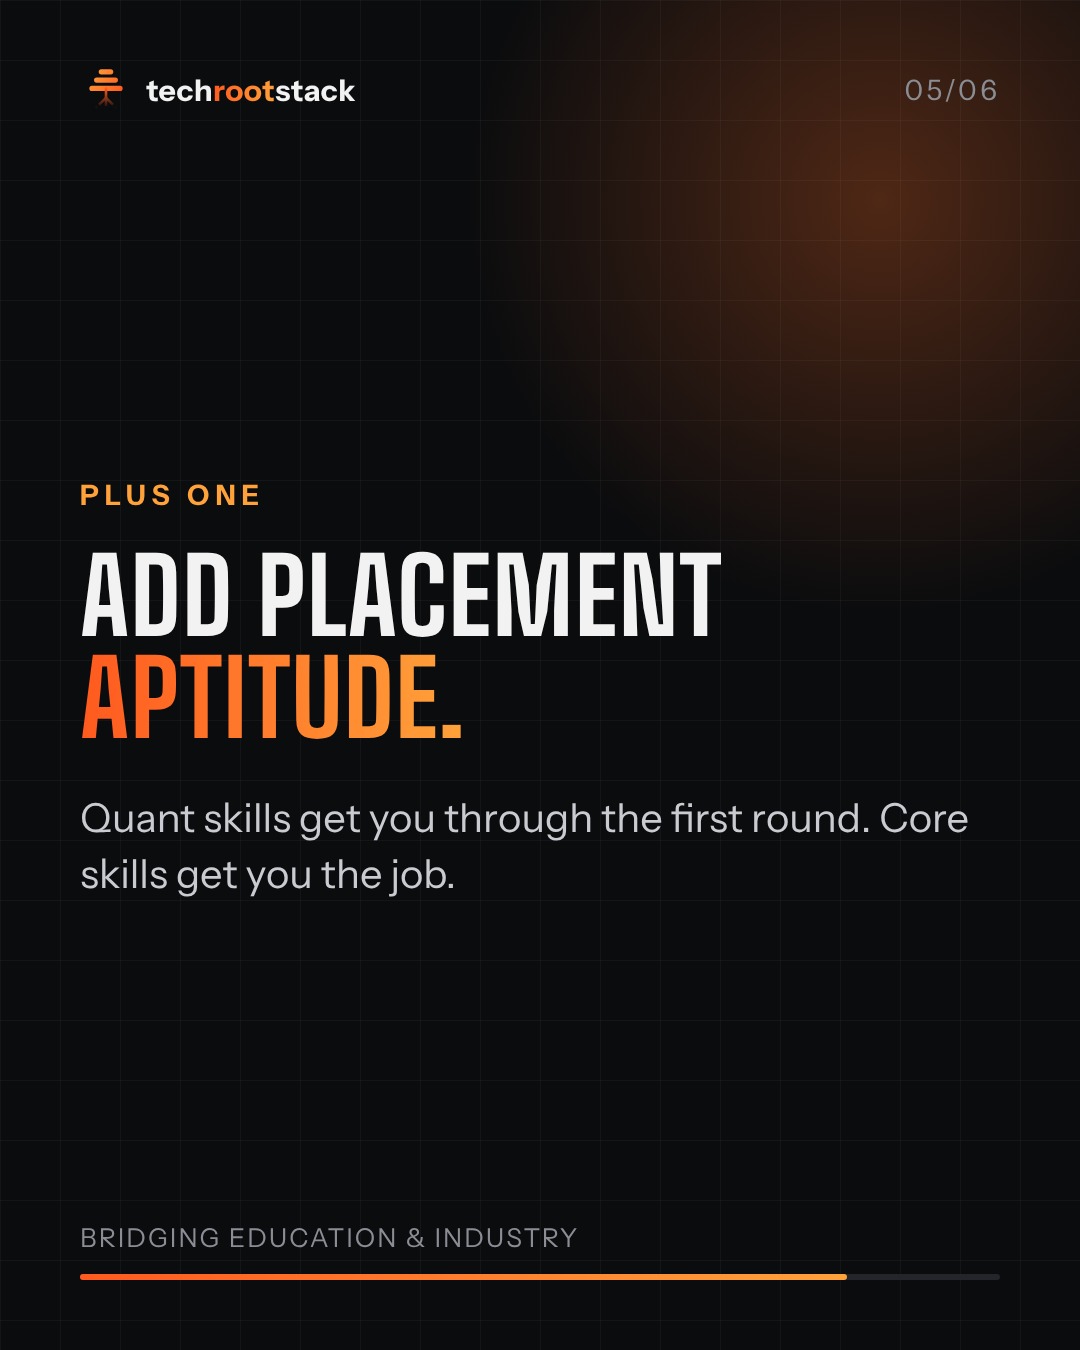 techrootstack
05/06
PLUS ONE
ADD PLACEMENT
APTITUDE.
Quant skills get you through the first round. Core
skills get you the job.
BRIDGING EDUCATION & INDUSTRY